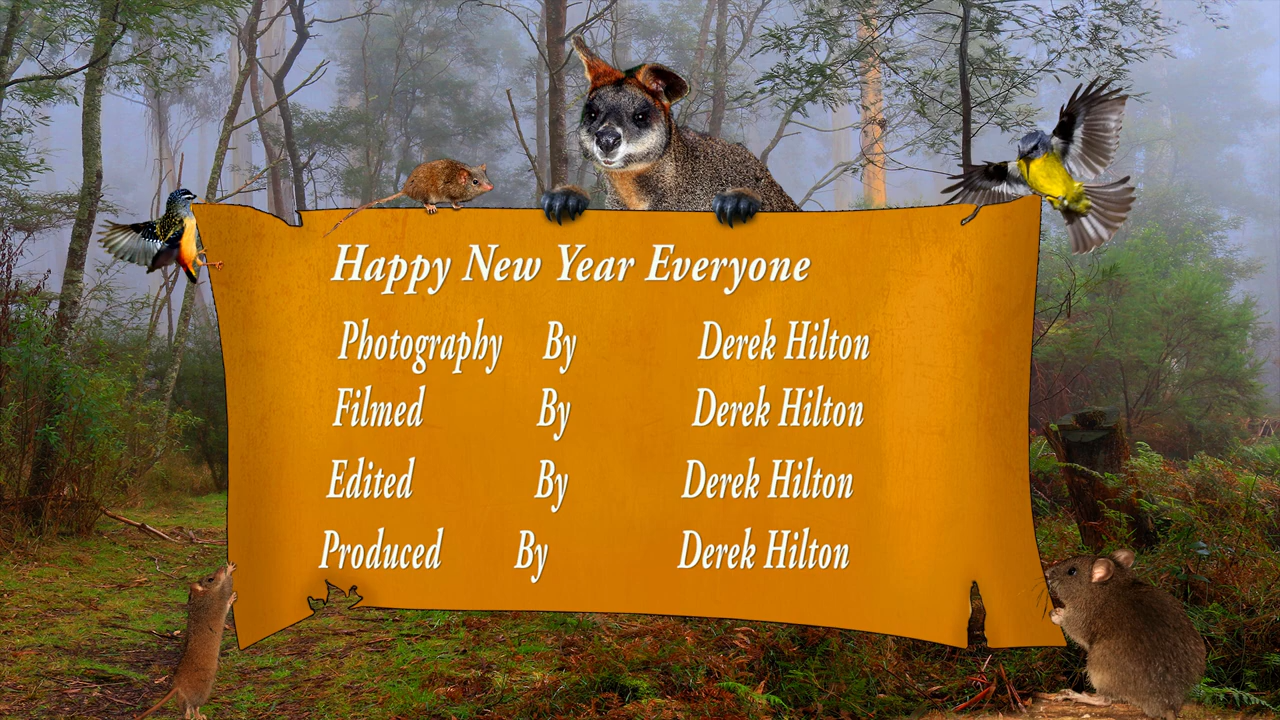 Happy New Year Everyone
Photography By Derek Hilton
Filmed By Derek Hilton
Edited By Derek Hilton
Produced By Derek Hilton